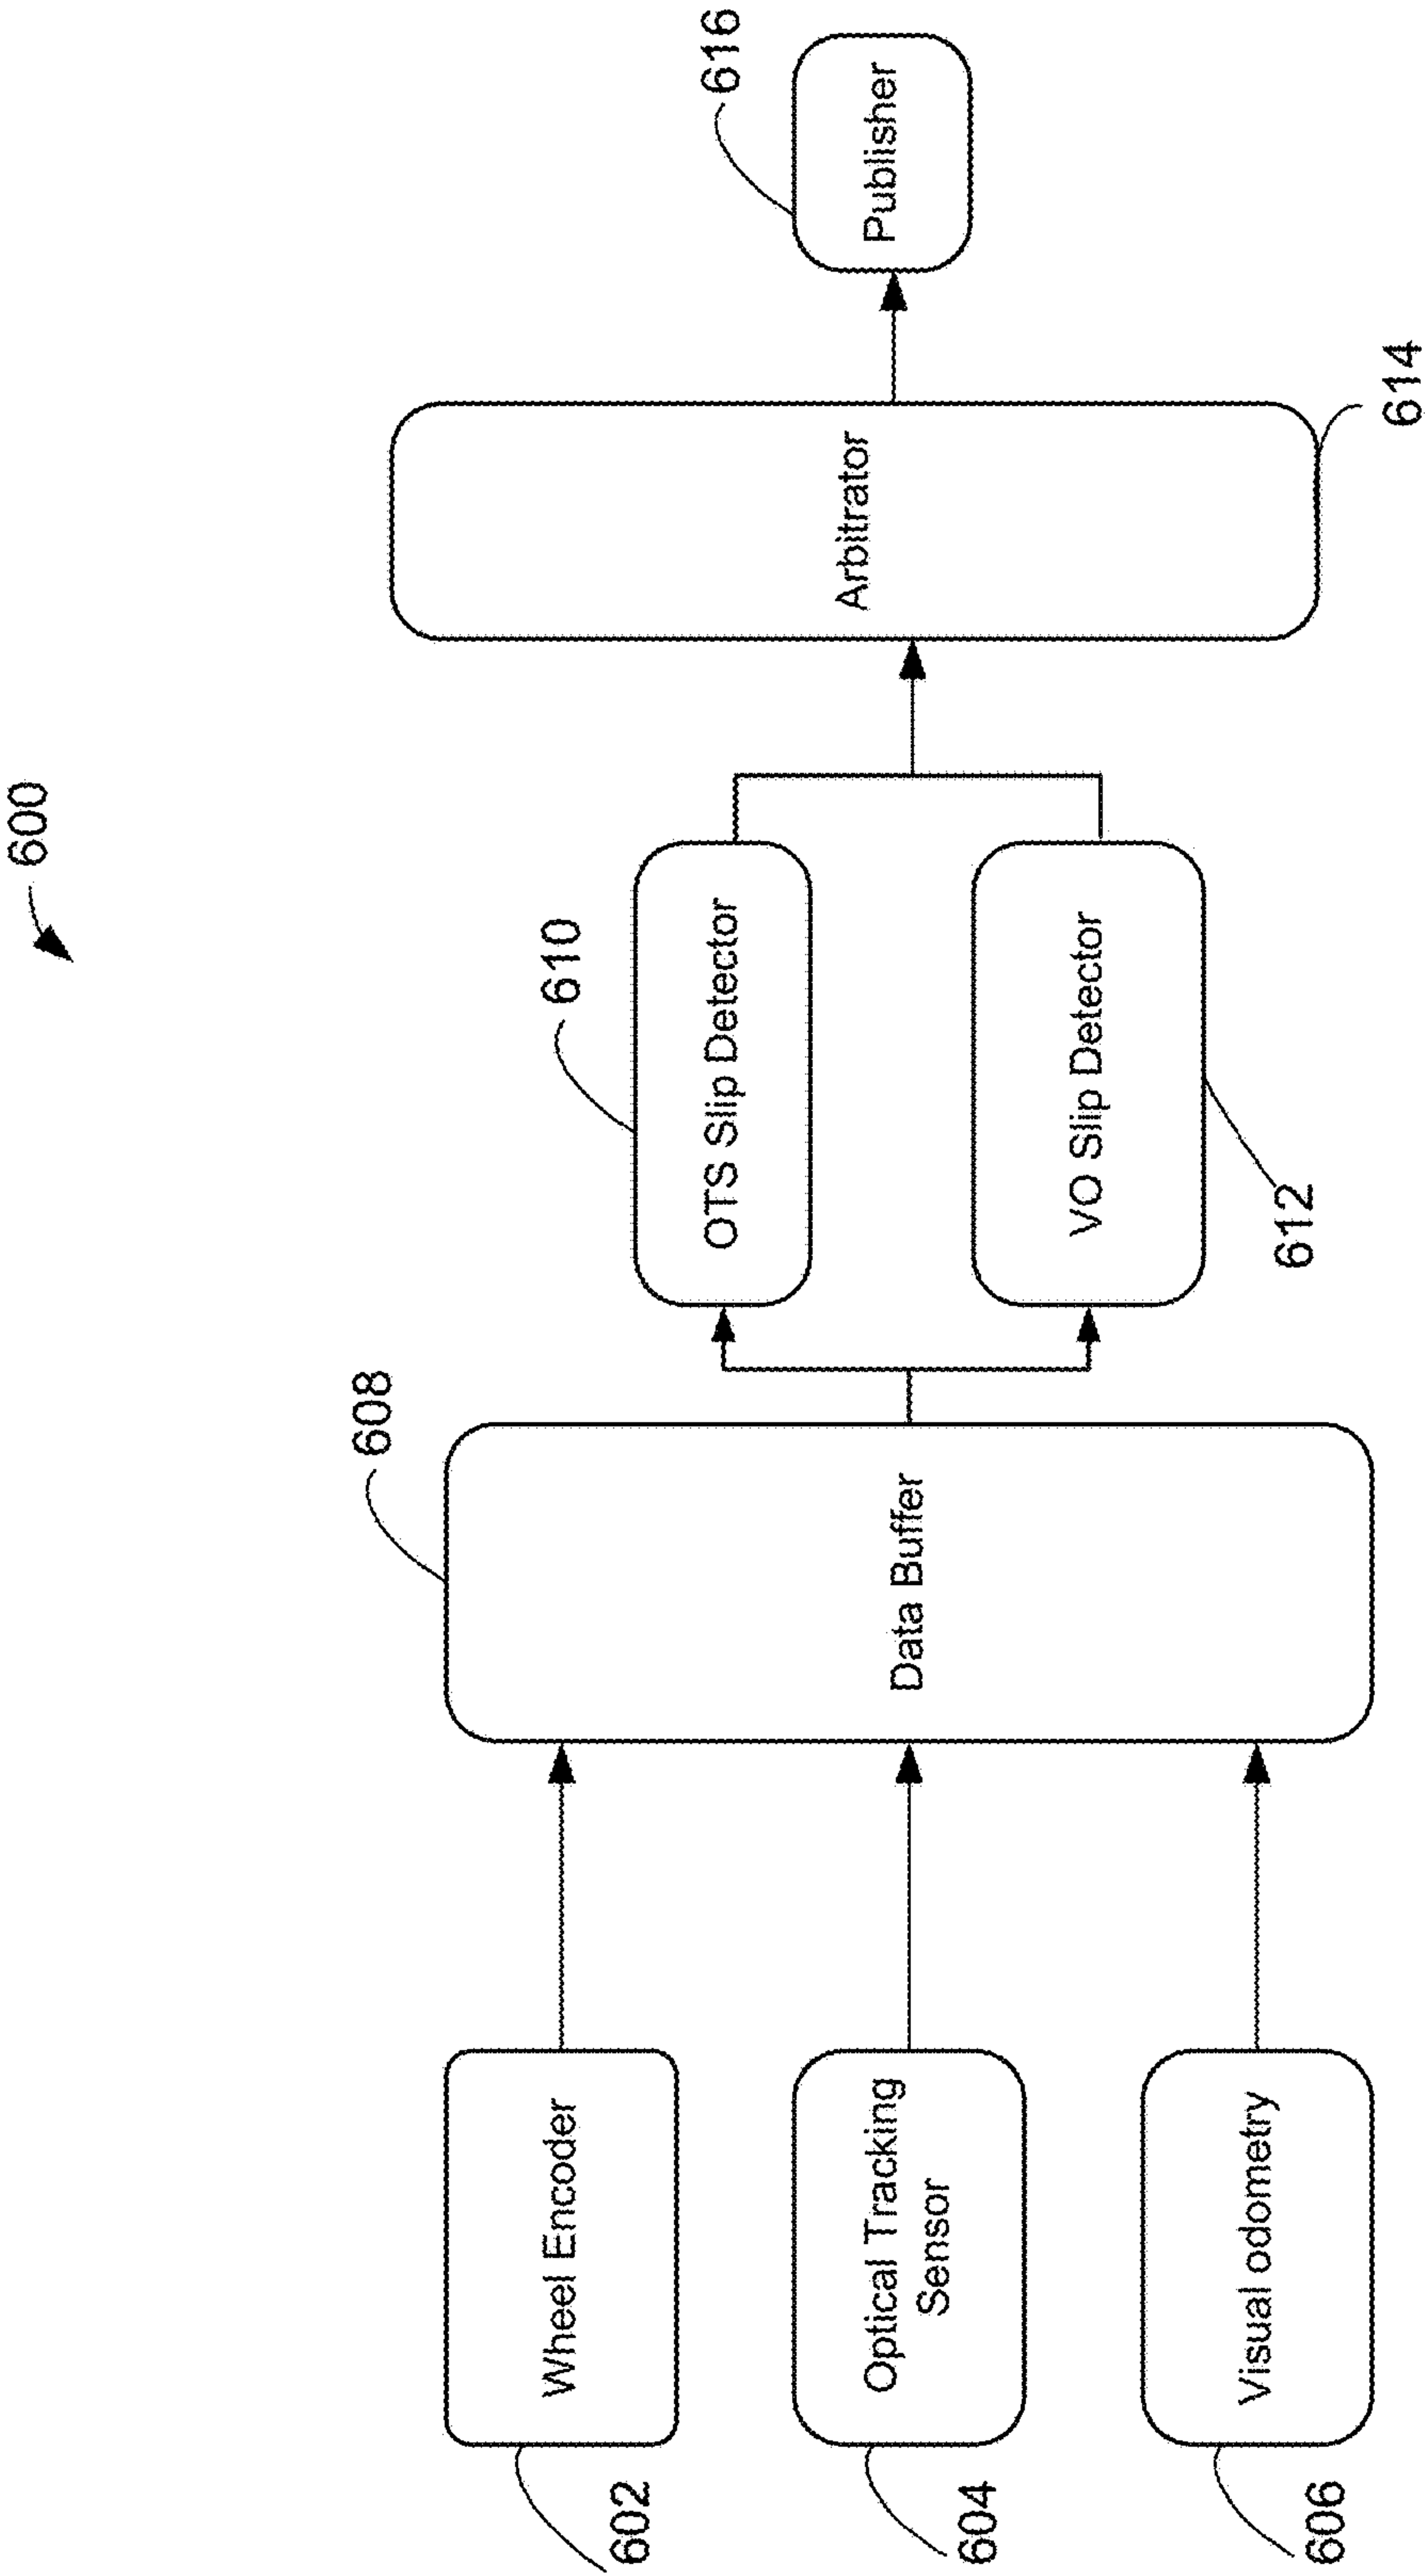 600
602
Wheel Encoder
604
Optical Tracking
Sensor
606
Visual odometry
608
Data Buffer
610
OTS Slip Detector
VO Slip Detector
612
Arbitrator
614
616
Publisher